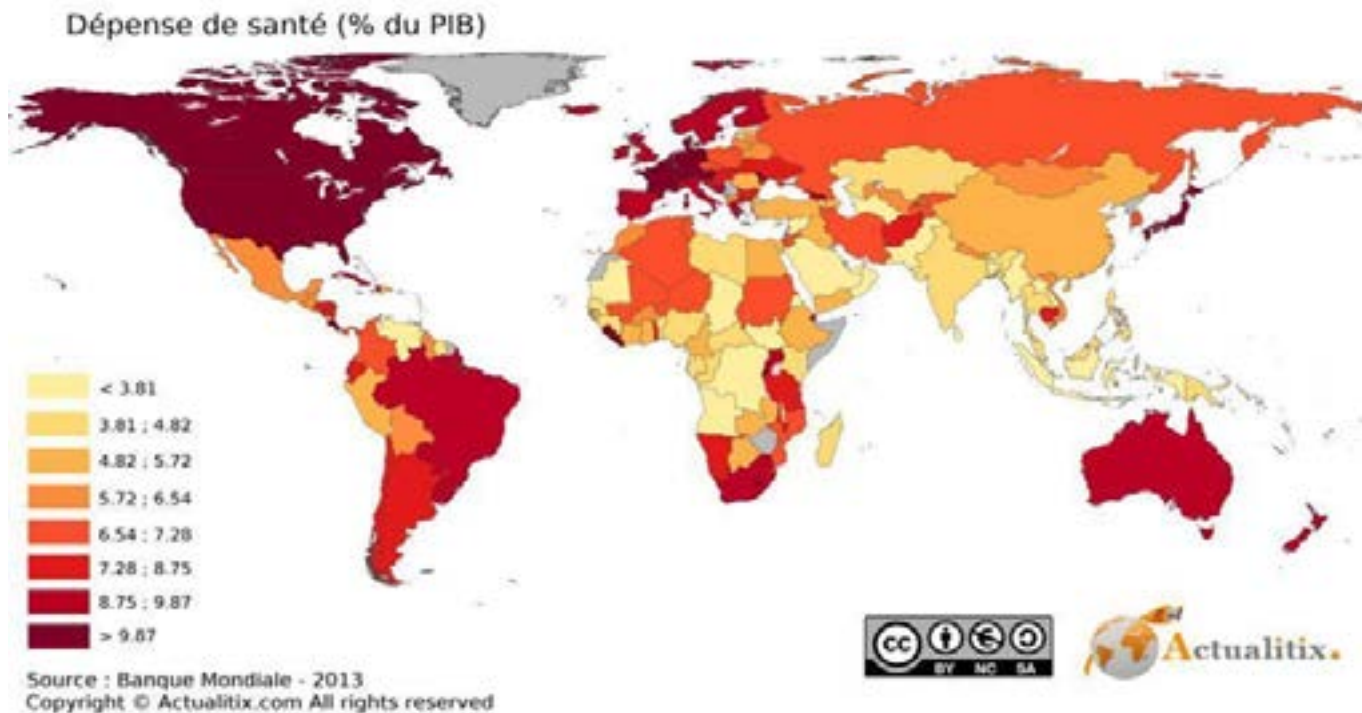 Dépense de santé (% du PIB)
< 3.81
3.81 ; 4.82
4.82 ; 5.72
5.72 ; 6.54
6.54 ; 7.28
7.28 ; 8.75
8.75 ; 9.87
> 9.87
cc
BY NC SA
Actualitix.
Source : Banque Mondiale - 2013
Copyright © Actualitix.com All rights reserved